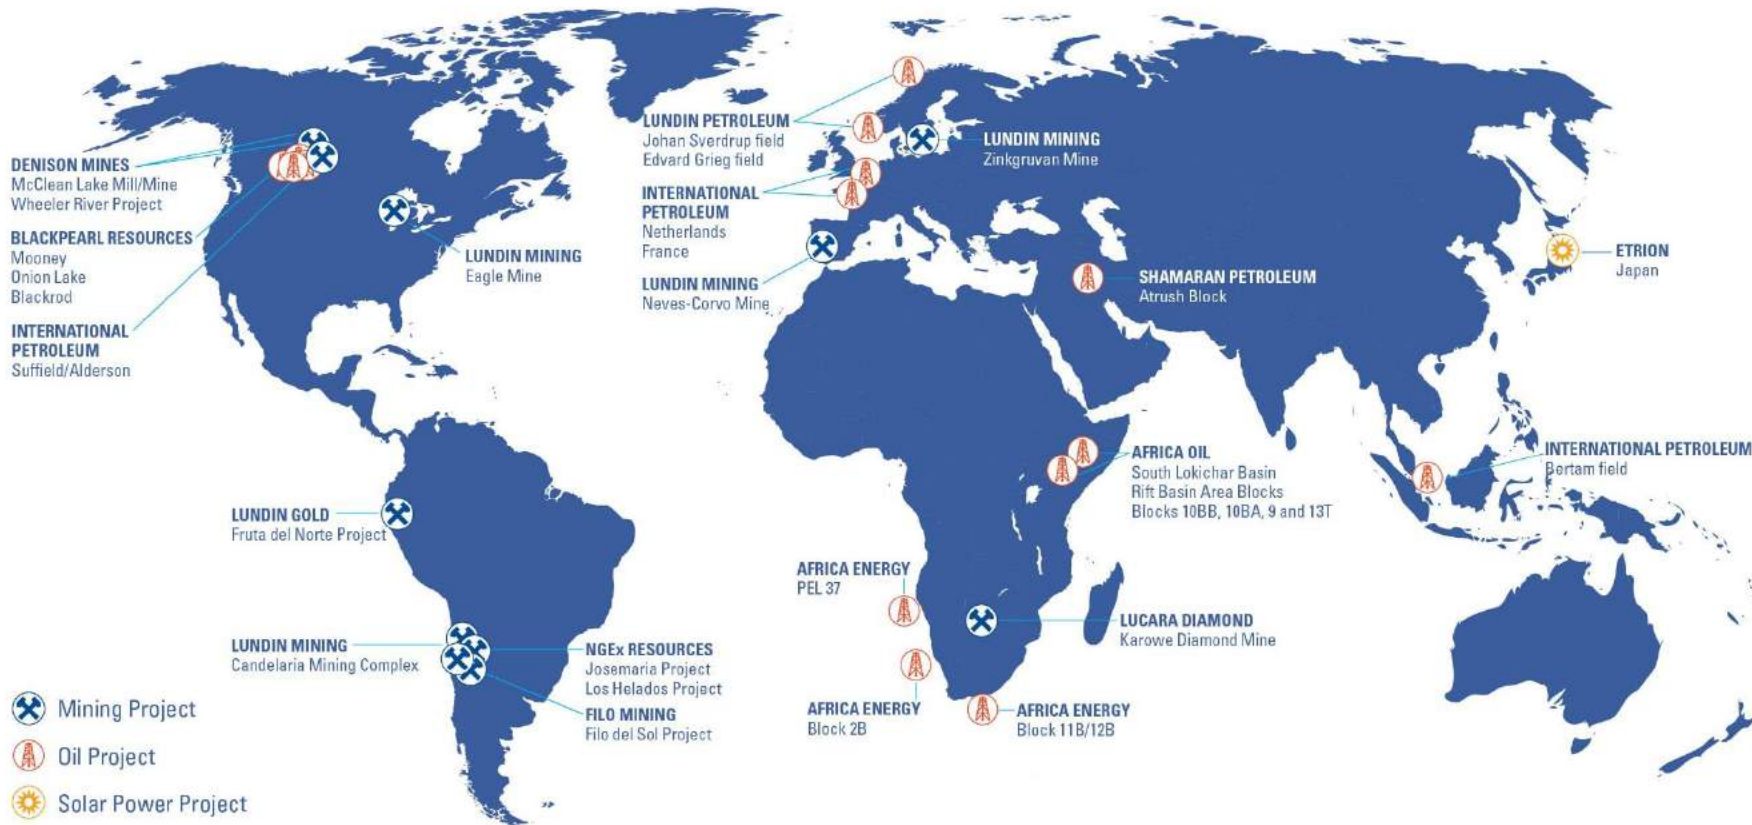 DENISON MINES
McClean Lake Mill/Mine
Wheeler River Project
BLACKPEARL RESOURCES
Mooney
Onion Lake
Blackrod
INTERNATIONAL
PETROLEUM
Suffield/Alderson
LUNDIN MINING
Eagle Mine
LUNDIN PETROLEUM
Johan Sverdrup field
Edvard Grieg field
INTERNATIONAL
PETROLEUM
Netherlands
France
LUNDIN MINING
Neves-Corvo Mine
LUNDIN MINING
Zinkgruvan Mine
SHAMARAN PETROLEUM
Atrush Block
ETRION
Japan
AFRICA OIL
South Lokichar Basin
Rift Basin Area Blocks
Blocks 10BB, 10BA, 9 and 13T
INTERNATIONAL PETROLEUM
Bertam field
LUNDIN GOLD
Fruta del Norte Project
LUNDIN MINING
Candelaria Mining Complex
NGEx RESOURCES
Josemaria Project
Los Helados Project
FILO MINING
Filo del Sol Project
AFRICA ENERGY
PEL 37
LUCARA DIAMOND
Karowe Diamond Mine
AFRICA ENERGY
Block 2B
AFRICA ENERGY
Block 11B/12B
Mining Project
Oil Project
Solar Power Project